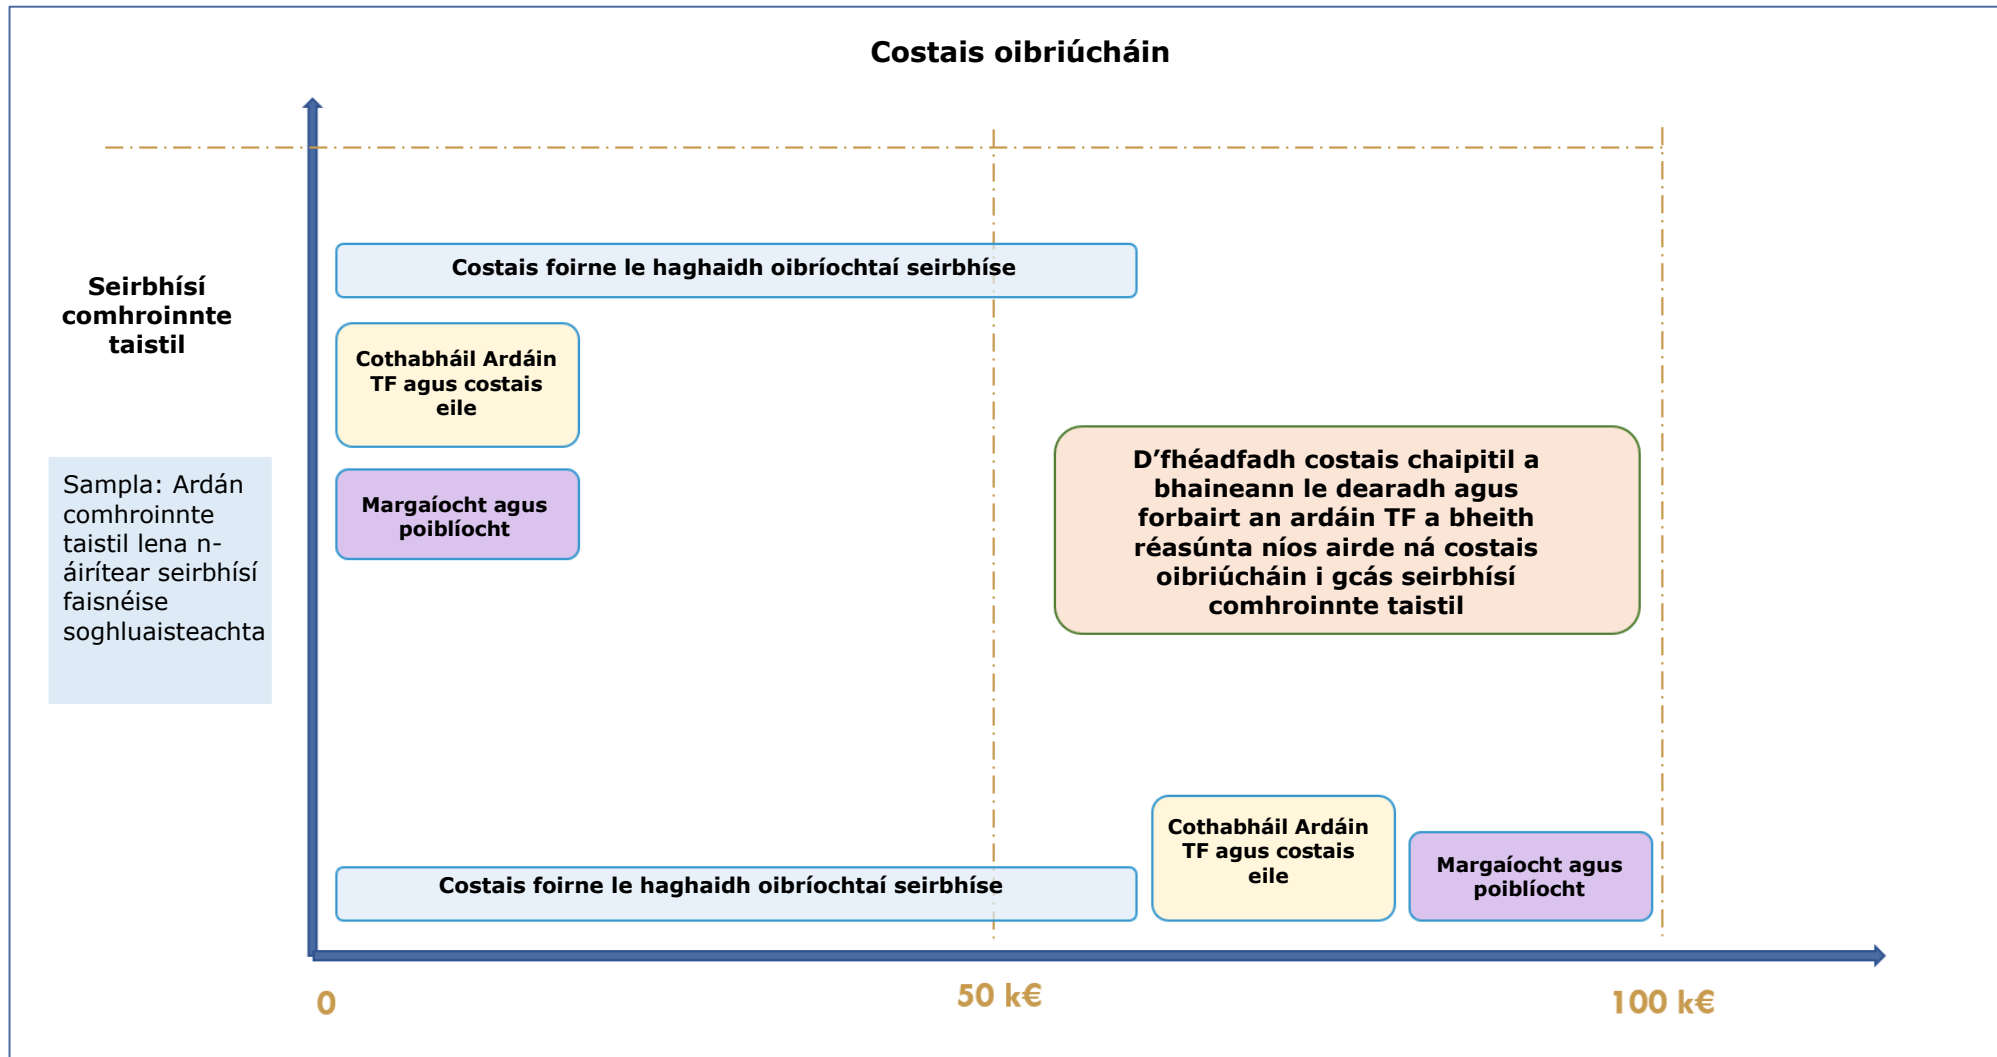 Costais oibriúcháin
Seirbhísí
comhroinnte
taistil
Sampla: Ardán
comhroinnte
taistil lena n-
áirítear seirbhísí
faisnéise
soghluaisteachta
Costais foirne le haghaidh oibríochtaí seirbhíse
Cothabháil Ardáin
TF agus costais
eile
Margaíocht agus
poiblíocht
D’fhéadfadh costais chaipitil a
bhaineann le dearadh agus
forbairt an ardáin TF a bheith
réasúnta níos airde ná costais
oibriúcháin i gcás seirbhísí
comhroinnte taistil
Costais foirne le haghaidh oibríochtaí seirbhíse
Cothabháil Ardáin
TF agus costais
eile
Margaíocht agus
poiblíocht
0
50 k€
100 k€